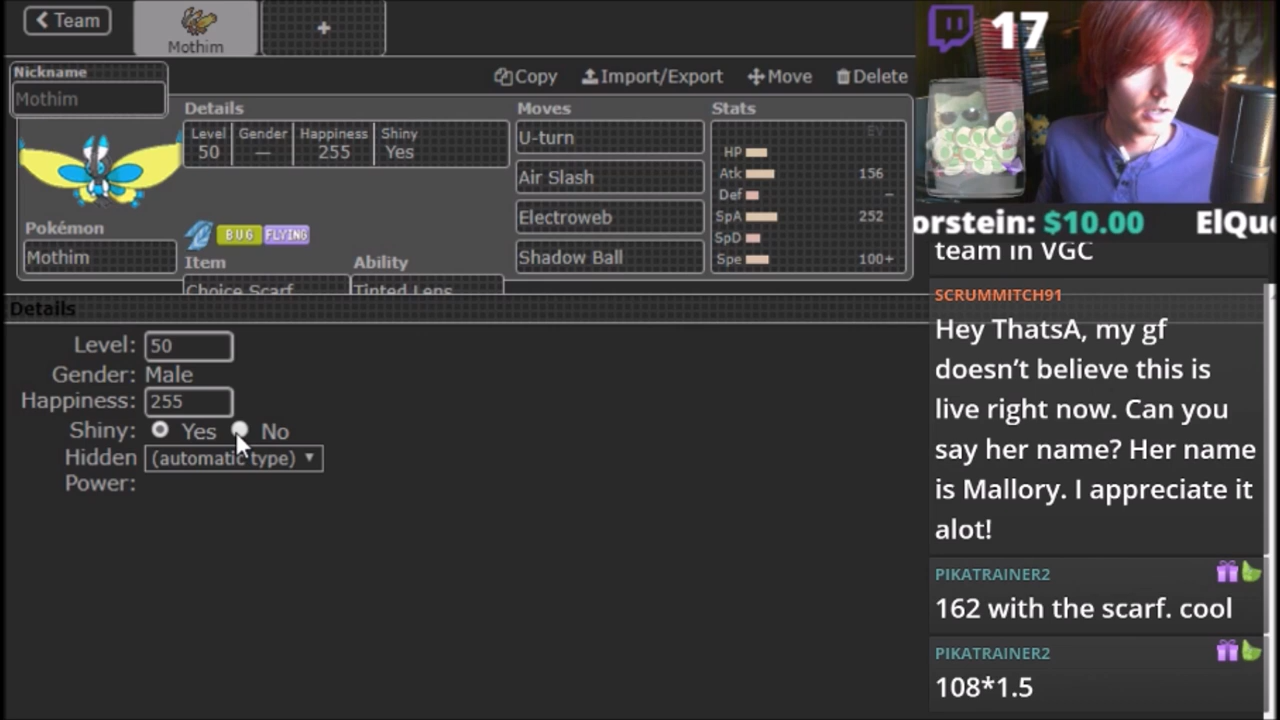 Team
Mothim
+
17
Nickname
Mothim
Copy Import/Export Move Delete
Details
Level Gender Happiness Shiny
50 — 255 Yes
Moves
U-turn
Air Slash
Electroweb
Shadow Ball
Stats
EV
HP
Atk 156
Def –
SpA 252
SpD
Spe 100+
Pokémon
Mothim
BUG FLYING
Item Ability
Choice Scarf Tinted Lens
Details
Level: 50
Gender: Male
Happiness: 255
Shiny: Yes No
Hidden (automatic type)
Power:
orstein: $10.00 ElQue
team in VGC
SCRUMMITCH91
Hey ThatsA, my gf
doesn't believe this is
live right now. Can you
say her name? Her name
is Mallory. I appreciate it
alot!
PIKATRAINER2
162 with the scarf. cool
PIKATRAINER2
108*1.5